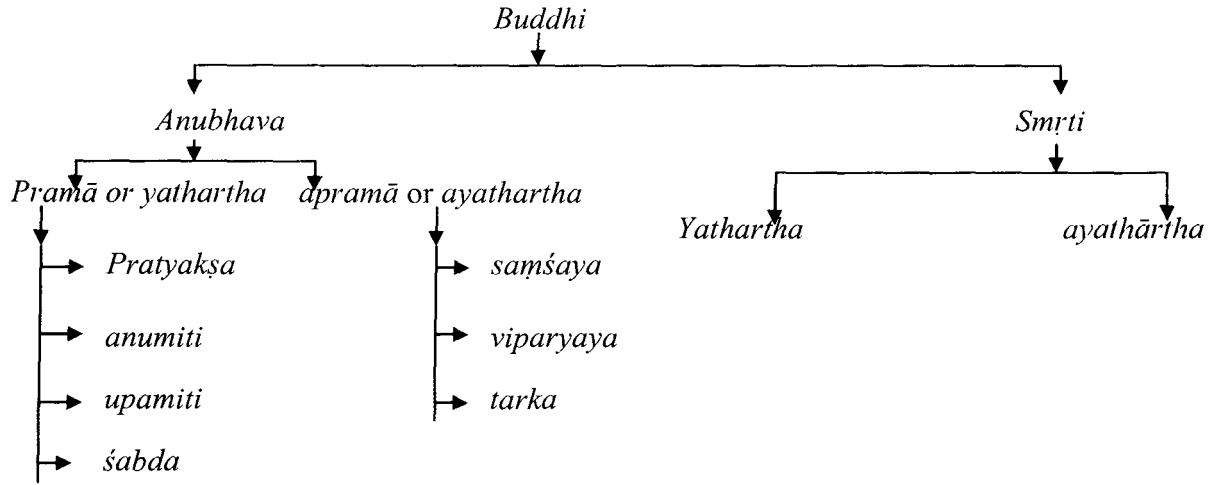 Buddhi
Anubhava
Smṛti
Pramā or yathartha
apramā or ayathartha
Yathartha
ayathārtha
Pratyakṣa
saṃśaya
anumiti
viparyaya
upamiti
tarka
śabda